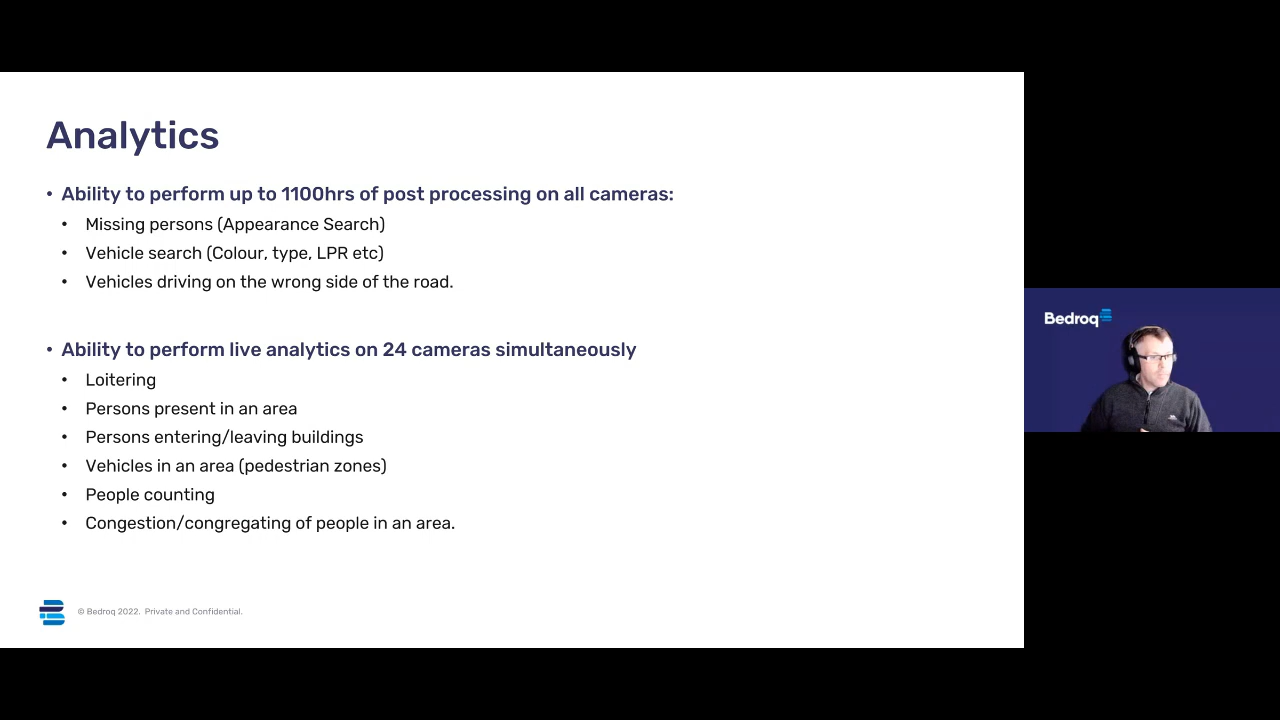 Analytics
• Ability to perform up to 1100hrs of post processing on all cameras:
• Missing persons (Appearance Search)
• Vehicle search (Colour, type, LPR etc)
• Vehicles driving on the wrong side of the road.
• Ability to perform live analytics on 24 cameras simultaneously
• Loitering
• Persons present in an area
• Persons entering/leaving buildings
• Vehicles in an area (pedestrian zones)
• People counting
• Congestion/congregating of people in an area.
© Bedroq 2022. Private and Confidential.
Bedroq